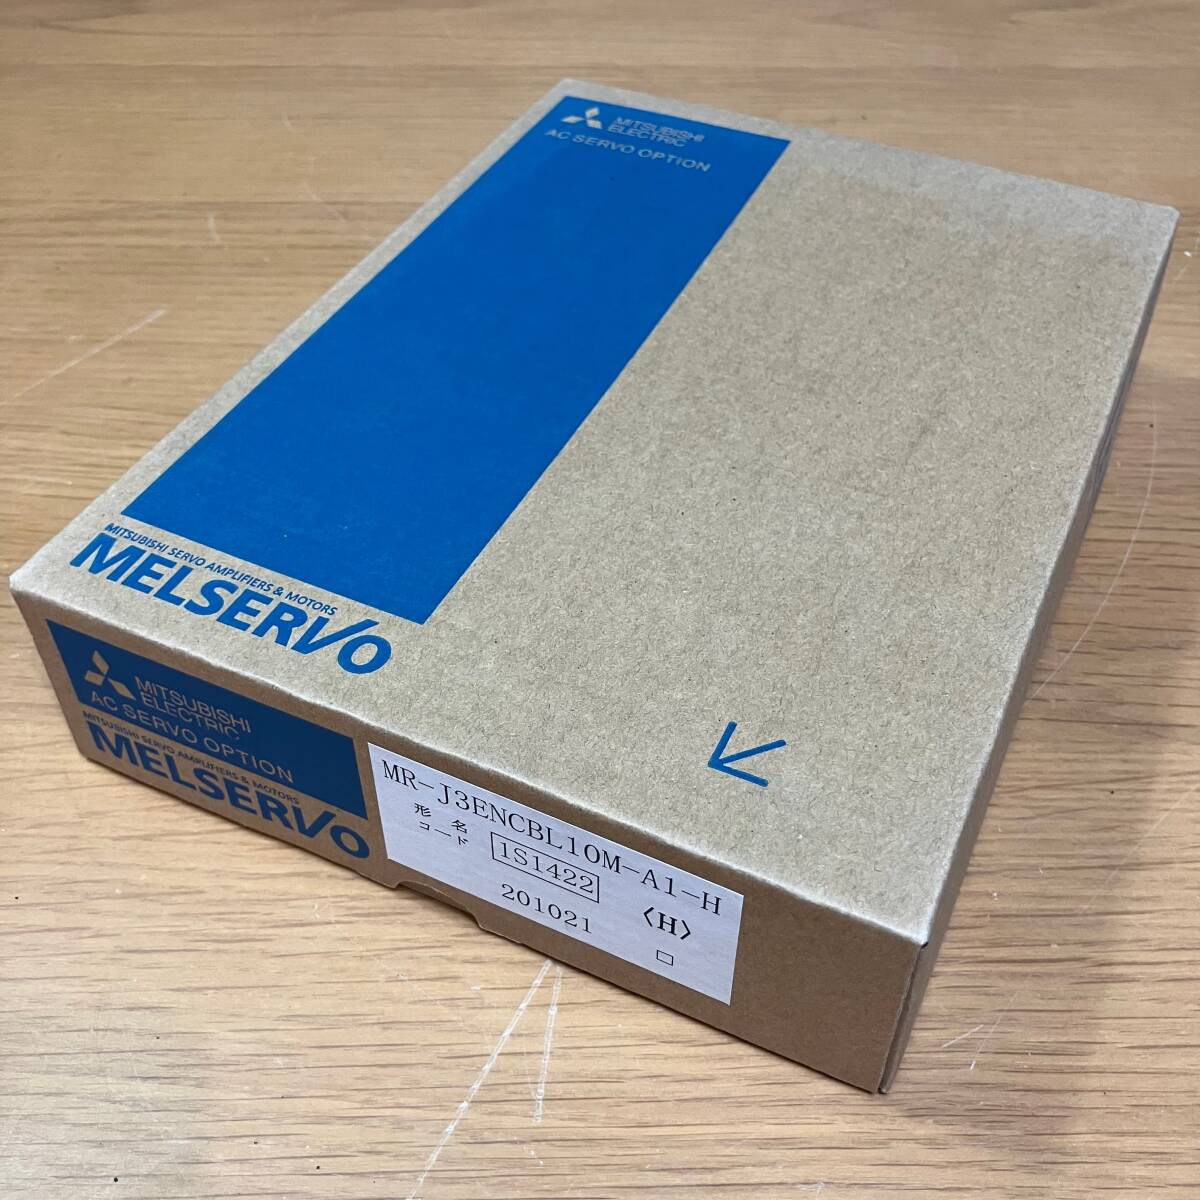 MITSUBISHI
ELECTRIC
AC SERVO OPTION
MITSUBISHI SERVO AMPLIFIERS & MOTORS
MELSERVO
MITSUBISHI
ELECTRIC
AC SERVO OPTION
MITSUBISHI SERVO AMPLIFIERS & MOTORS
MELSERVO
MR-J3ENCBL10M-A1-H
形名
コード 1S1422 〈H〉
201021